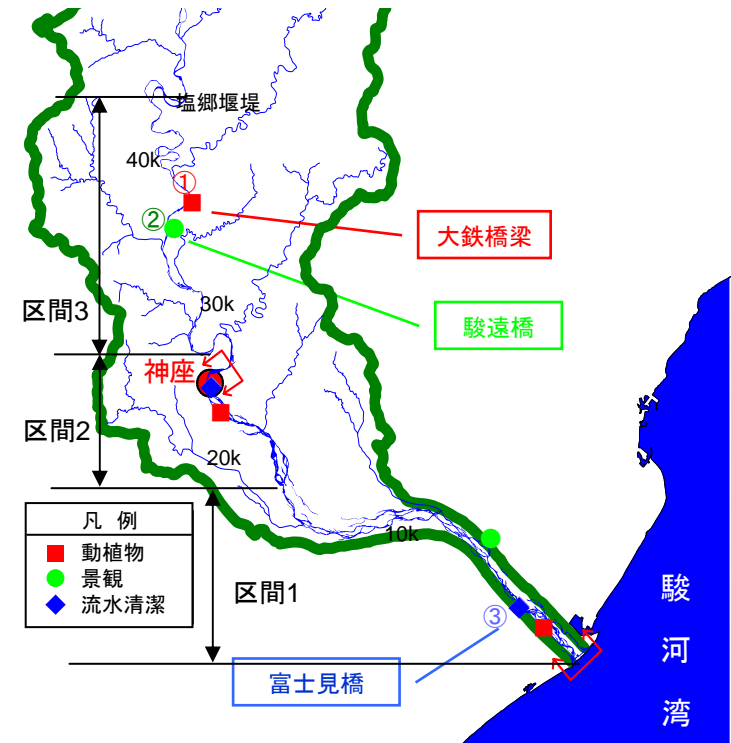 塩郷堰堤
40k
①
②
大鉄橋梁
30k
区間3
駿遠橋
神座
区間2
20k
凡 例
動植物
景観
流水清潔
10k
区間1
③
富士見橋
駿
河
湾